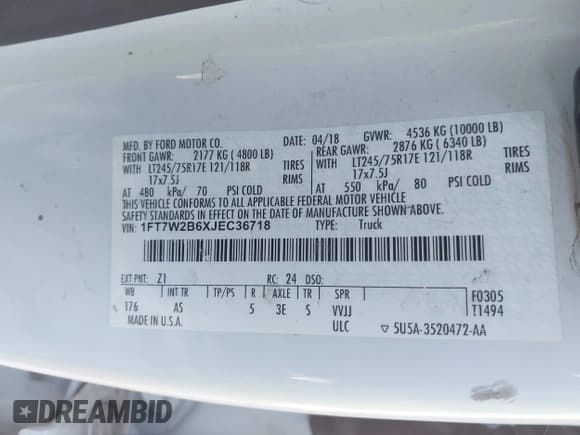 MFD. BY FORD MOTOR CO. DATE: 04/18 GVWR: 4536 KG (10000 LB)
FRONT GAWR: 2177 KG ( 4800 LB) REAR GAWR: 2876 KG ( 6340 LB)
WITH LT245/75R17E 121/118R TIRES WITH LT245/75R17E 121/118R TIRES
17x7.5J RIMS 17x7.5J RIMS
AT 480 kPa/ 70 PSI COLD AT 550 kPa/ 80 PSI COLD
THIS VEHICLE CONFORMS TO ALL APPLICABLE FEDERAL MOTOR VEHICLE
SAFETY STANDARDS IN EFFECT ON THE DATE OF MANUFACTURE SHOWN ABOVE.
VIN: 1FT7W2B6XJEC36718 TYPE: Truck
EXT PNT: Z1 RC: 24 DSO:
WB INT TR TP/PS R AXLE TR SPR F0305
176 AS 5 3E S VVJJ T1494
MADE IN U.S.A. ULC ▽ 5U5A-3520472-AA
DREAMBID